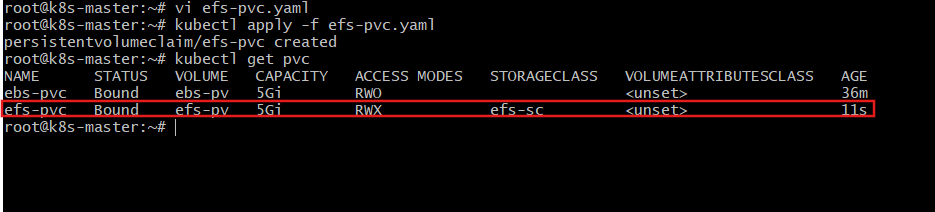 root@k8s-master:~# vi efs-pvc.yaml
root@k8s-master:~# kubectl apply -f efs-pvc.yaml
persistentvolumeclaim/efs-pvc created
root@k8s-master:~# kubectl get pvc
NAME STATUS VOLUME CAPACITY ACCESS MODES STORAGECLASS VOLUMEATTRIBUTESCLASS AGE
ebs-pvc Bound ebs-pv 5Gi RWO <unset> 36m
efs-pvc Bound efs-pv 5Gi RWX efs-sc <unset> 11s
root@k8s-master:~#